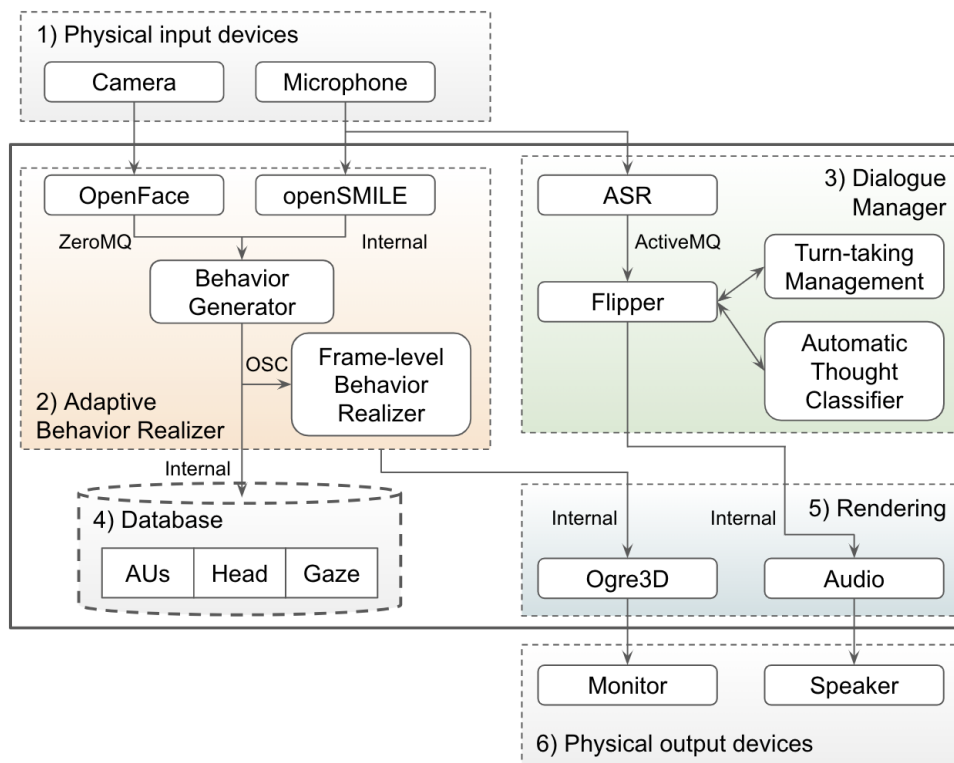 1) Physical input devices
Camera
Microphone
OpenFace
openSMILE
ZeroMQ
Internal
Behavior
Generator
OSC
Frame-level
Behavior
Realizer
2) Adaptive
Behavior Realizer
ASR
3) Dialogue
Manager
ActiveMQ
Turn-taking
Management
Flipper
Automatic
Thought
Classifier
Internal
4) Database
AUs
Head
Gaze
5) Rendering
Internal
Internal
Ogre3D
Audio
Monitor
Speaker
6) Physical output devices